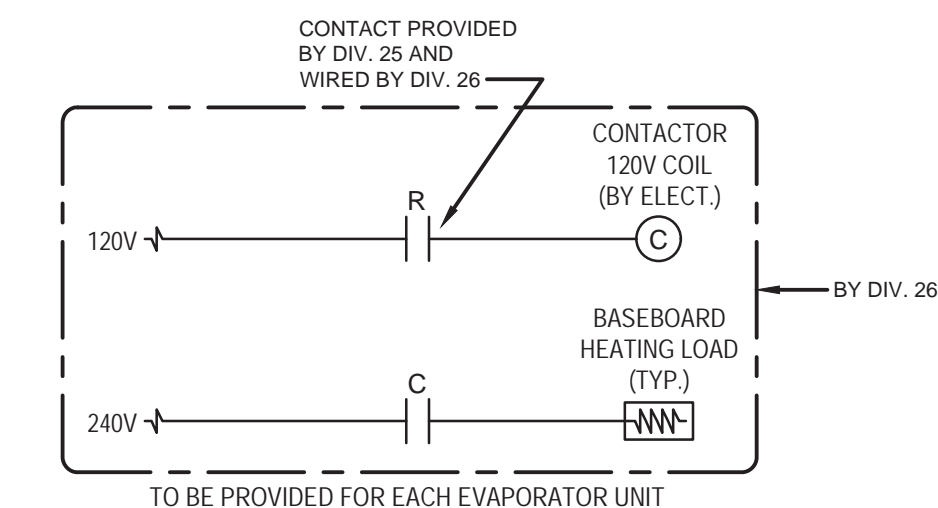 CONTACT PROVIDED
BY DIV. 25 AND
WIRED BY DIV. 26
CONTACTOR
120V COIL
(BY ELECT.)
R
120V
C
BY DIV. 26
BASEBOARD
HEATING LOAD
(TYP.)
C
240V
TO BE PROVIDED FOR EACH EVAPORATOR UNIT